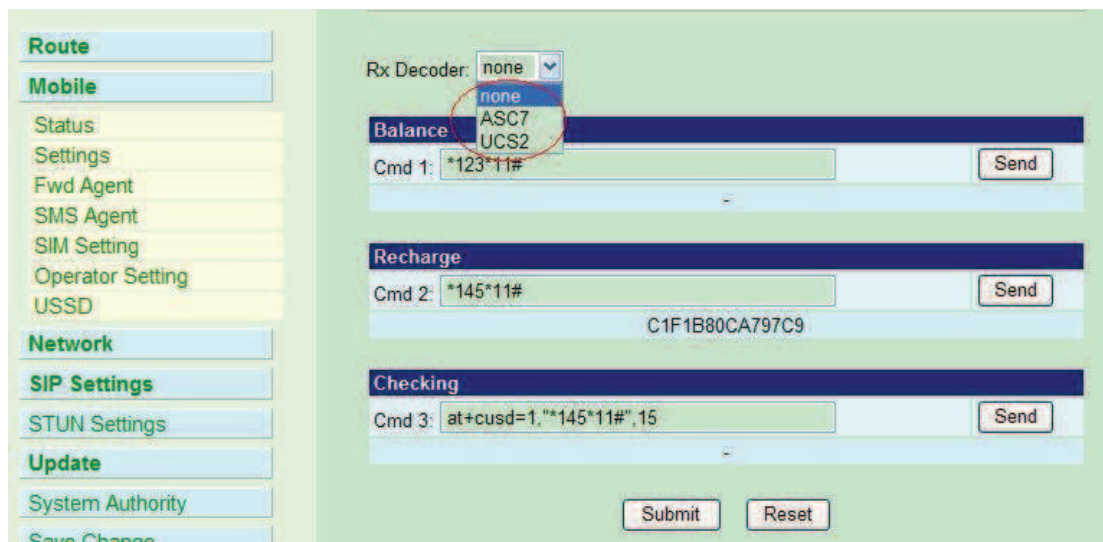 Route
Mobile
Status
Settings
Fwd Agent
SMS Agent
SIM Setting
Operator Setting
USSD
Network
SIP Settings
STUN Settings
Update
System Authority
Save Change
Rx Decoder: none
none
ASC7
UCS2
Balance
Cmd 1: *123*11# Send
-
Recharge
Cmd 2: *145*11# Send
C1F1B80CA797C9
Checking
Cmd 3: at+cusd=1,"*145*11#",15 Send
-
Submit Reset